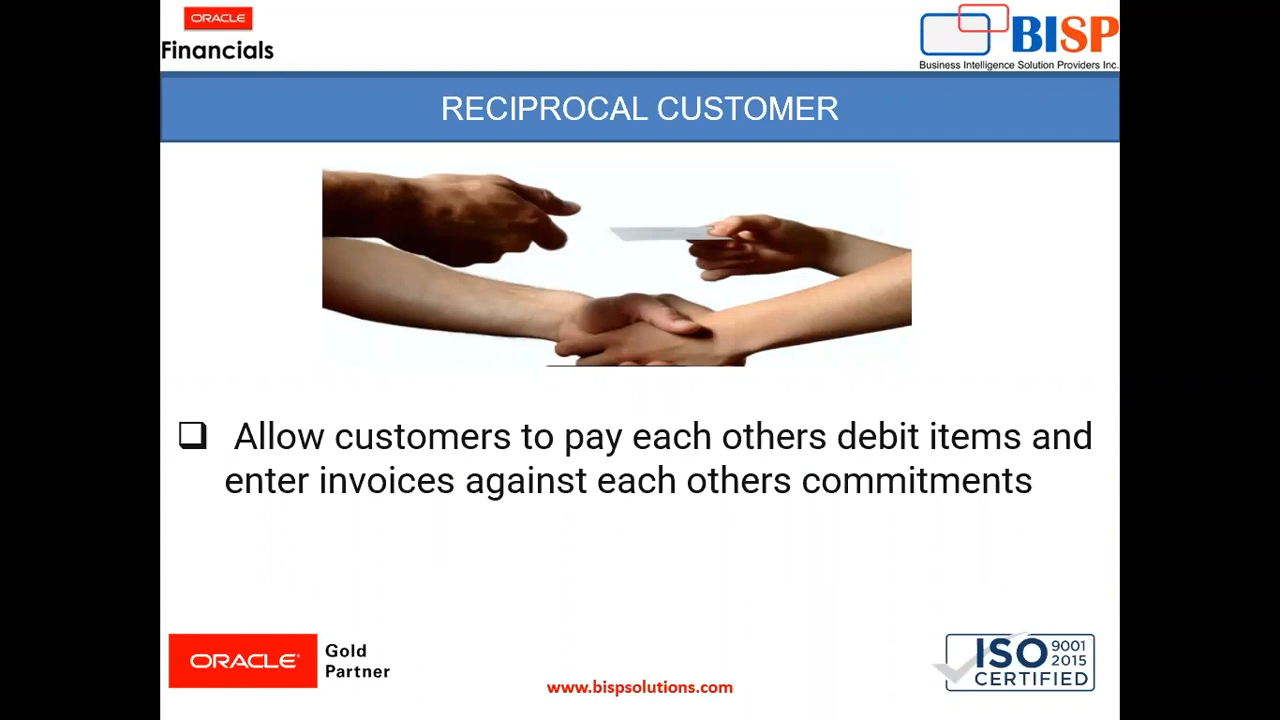 ORACLE
Financials
BISP
Business Intelligence Solution Providers Inc.
RECIPROCAL CUSTOMER
Allow customers to pay each others debit items and
enter invoices against each others commitments
ORACLE
Gold
Partner
www.bispsolutions.com
ISO 9001
2015
CERTIFIED